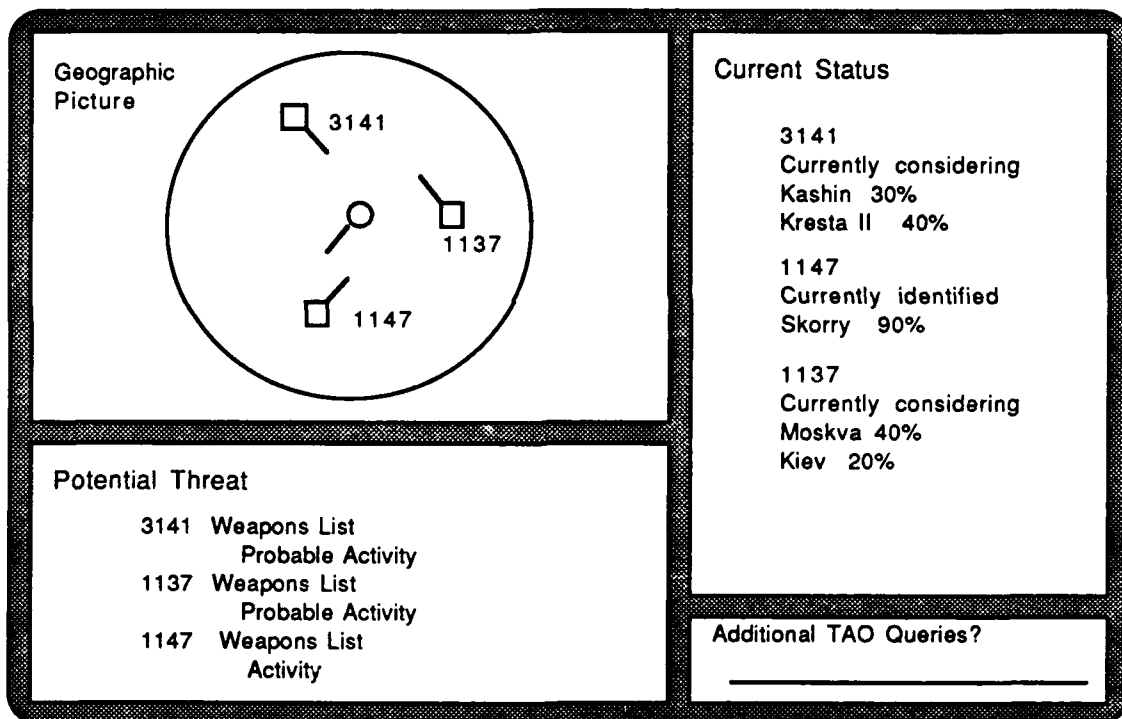 Geographic
Picture
3141
1137
1147
Current Status
3141
Currently considering
Kashin 30%
Kresta II 40%
1147
Currently identified
Skorry 90%
1137
Currently considering
Moskva 40%
Kiev 20%
Potential Threat
3141 Weapons List
Probable Activity
1137 Weapons List
Probable Activity
1147 Weapons List
Activity
Additional TAO Queries?